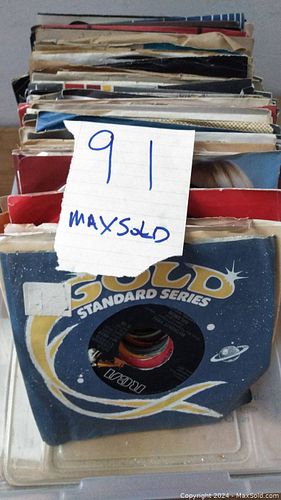 91
MAXSOLD
GOLD
STANDARD SERIES
RCA
Copyright 2024 - MaxSold.com